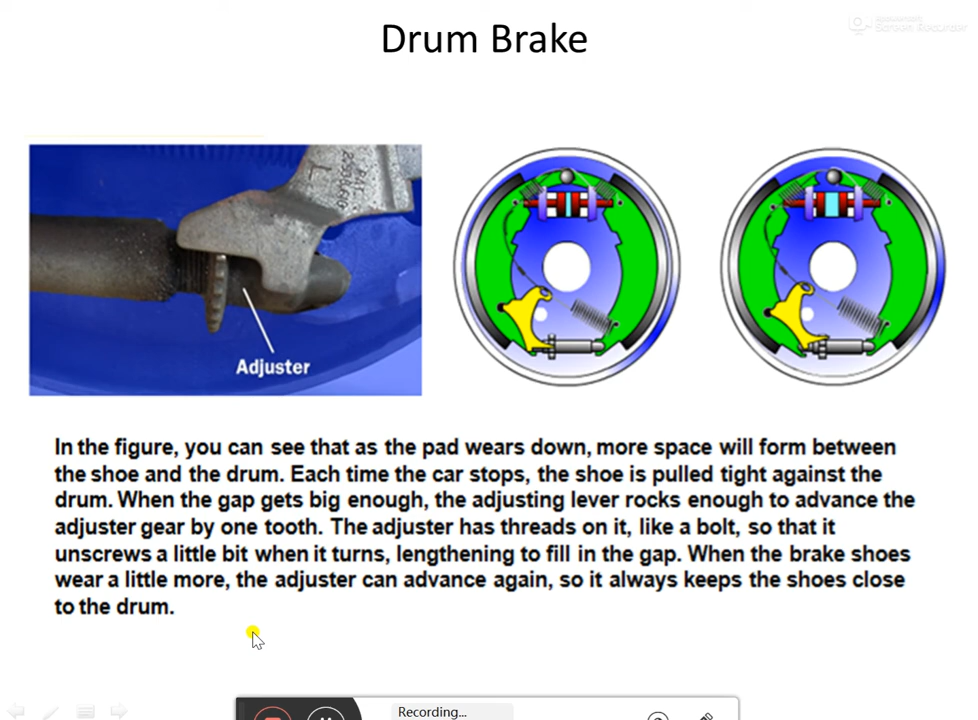 Drum Brake
Screen Recorder
Adjuster
In the figure, you can see that as the pad wears down, more space will form between
the shoe and the drum. Each time the car stops, the shoe is pulled tight against the
drum. When the gap gets big enough, the adjusting lever rocks enough to advance the
adjuster gear by one tooth. The adjuster has threads on it, like a bolt, so that it
unscrews a little bit when it turns, lengthening to fill in the gap. When the brake shoes
wear a little more, the adjuster can advance again, so it always keeps the shoes close
to the drum.
Recording...